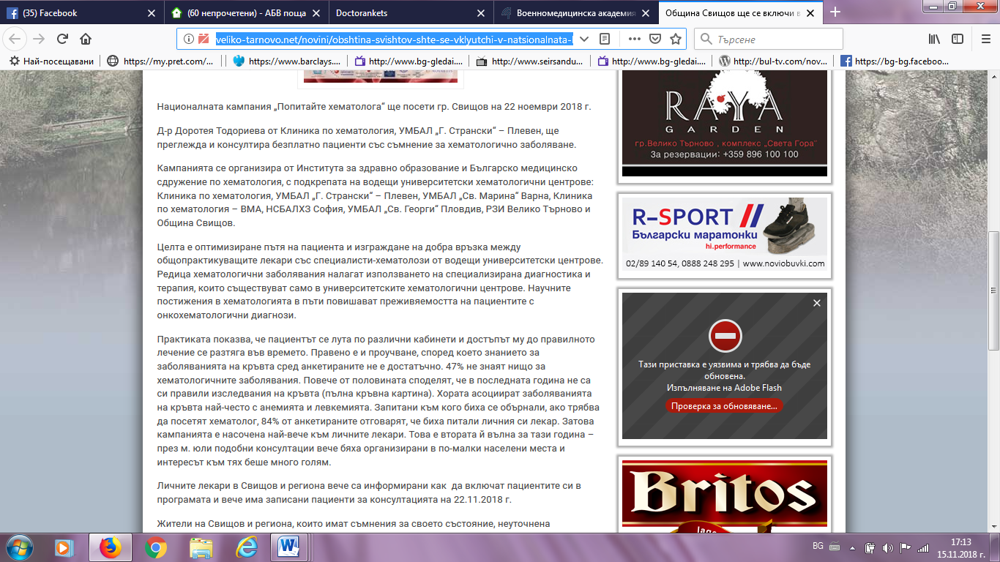 (35) Facebook
(60 непрочетени) - АБВ поща
Doctorankets
Военномедицинска академия
Община Свищов ще се включи в
veliko-tarnovo.net/novini/obshtina-svishtov-shte-se-vklyutchi-v-natsionalnata-
Търсене
Най-посещавани
https://my.pret.com/...
https://www.barclays....
http://www.bg-gledai....
http://www.seirsandu...
http://www.bg-gledai....
http://bul-tv.com/nov...
https://bg-bg.faceboo...
Националната кампания „Попитайте хематолога“ ще посети гр. Свищов на 22 ноември 2018 г.
Д-р Доротея Тодориева от Клиника по хематология, УМБАЛ „Г. Странски“ – Плевен, ще
преглежда и консултира безплатно пациенти със съмнение за хематологично заболяване.
Кампанията се организира от Института за здравно образование и Българско медицинско
сдружение по хематология, с подкрепата на водещи университетски хематологични центрове:
Клиника по хематология, УМБАЛ „Г. Странски“ – Плевен, УМБАЛ „Св. Марина“ Варна, Клиника
по хематология – ВМА, НСБАЛХЗ София, УМБАЛ „Св. Георги“ Пловдив, РЗИ Велико Търново и
Община Свищов.
Целта е оптимизиране пътя на пациента и изграждане на добра връзка между
общопрактикуващите лекари със специалисти-хематолози от водещи университетски центрове.
Редица хематологични заболявания налагат използването на специализирана диагностика и
терапия, които съществуват само в университетските хематологични центрове. Научните
постижения в хематологията в пъти повишават преживяемостта на пациентите с
онкохематологични диагнози.
Практиката показва, че пациентът се лута по различни кабинети и достъпът му до правилното
лечение се разтяга във времето. Правено е и проучване, според което знанието за
заболяванията на кръвта сред анкетираните не е достатъчно. 47% не знаят нищо за
хематологичните заболявания. Повече от половината споделят, че в последната година не са
си правили изследвания на кръвта (пълна кръвна картина). Хората асоциират заболяванията
на кръвта най-често с анемията и левкемията. Запитани към кого биха се обърнали, ако трябва
да посетят хематолог, 84% от анкетираните отговарят, че биха питали личния си лекар. Затова
кампанията е насочена най-вече към личните лекари. Това е втората й вълна за тази година –
през м. юли подобни консултации вече бяха организирани в по-малки населени места и
интересът към тях беше много голям.
Личните лекари в Свищов и региона вече са информирани как  да включат пациентите си в
програмата и вече има записани пациенти за консултацията на 22.11.2018 г.
Жители на Свищов и региона, които имат съмнения за своето състояние, неуточнена
RAYA
GARDEN
гр.Велико Търново , комплекс „Света Гора“
За резервации: +359 896 100 100
R-SPORT //
Български маратонки
hi.performance
02/89 140 54, 0888 248 295 | www.noviobuvki.com
Тази приставка е уязвима и трябва да бъде
обновена.
Изпълняване на Adobe Flash
Проверка за обновяване...
Britos
BG
17:13
15.11.2018 г.